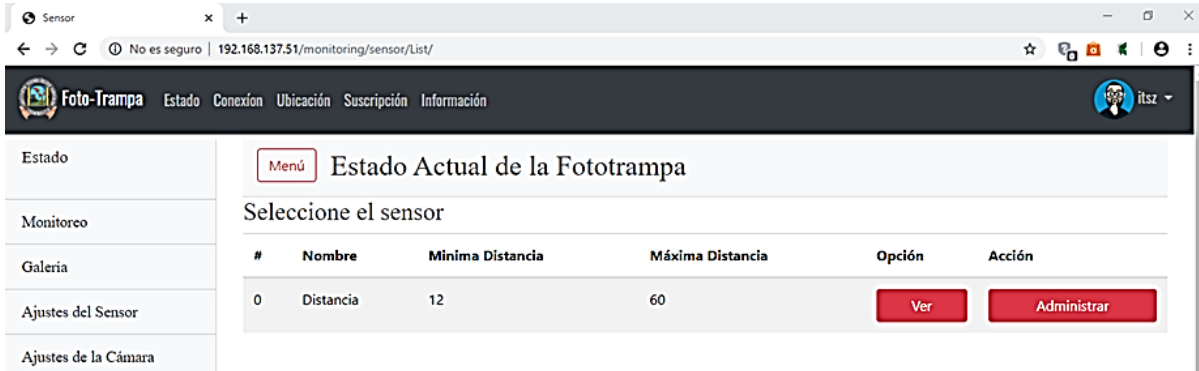 Sensor
No es seguro | 192.168.137.51/monitoring/sensor/List/
Foto-Trampa Estado Conexíon Ubicación Suscripción Información itsz
Estado
Monitoreo
Galeria
Ajustes del Sensor
Ajustes de la Cámara
Menú Estado Actual de la Fototrampa
Seleccione el sensor
# Nombre Minima Distancia Máxima Distancia Opción Acción
0 Distancia 12 60 Ver Administrar